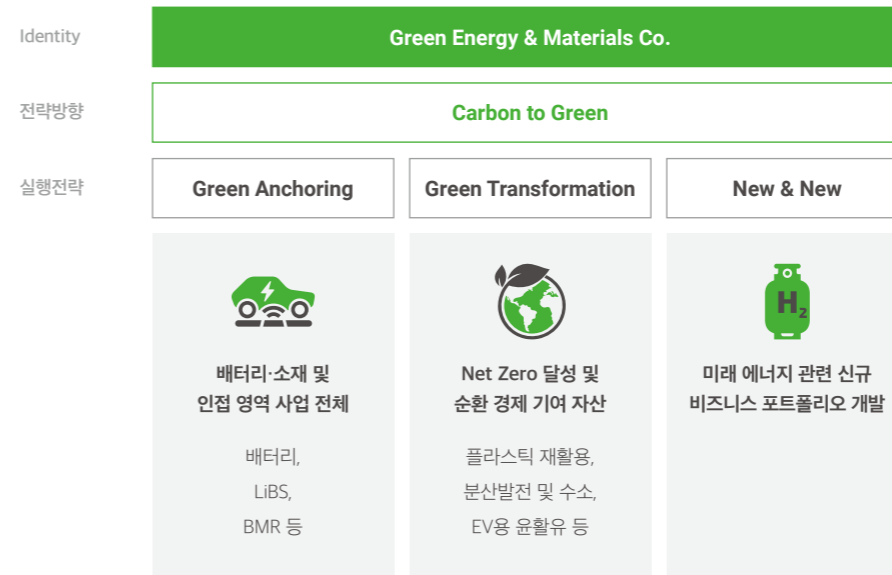 Identity
Green Energy & Materials Co.
전략방향
Carbon to Green
실행전략
Green Anchoring
Green Transformation
New & New
배터리·소재 및
인접 영역 사업 전체
배터리,
LiBS,
BMR 등
Net Zero 달성 및
순환 경제 기여 자산
플라스틱 재활용,
분산발전 및 수소,
EV용 윤활유 등
H₂
미래 에너지 관련 신규
비즈니스 포트폴리오 개발